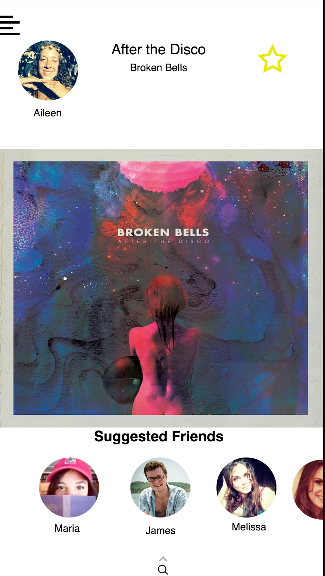 After the Disco
Broken Bells
Aileen
BROKEN BELLS
AFTER THE DISCO
Suggested Friends
Maria
James
Melissa